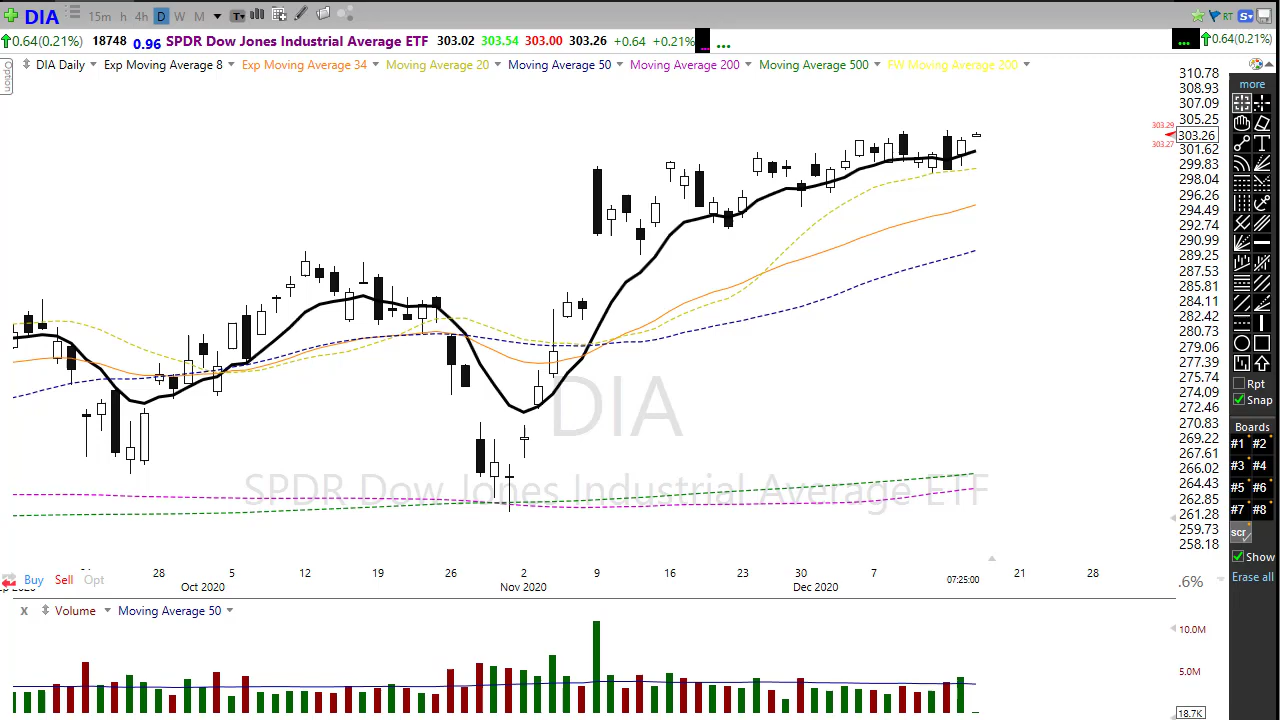 DIA 15m h 4h D W M T
0.64(0.21%) 18748 0.96 SPDR Dow Jones Industrial Average ETF 303.02 303.54 303.00 303.26 +0.64 +0.21% ... ... 0.64(0.21%)
RT S
Option
DIA Daily Exp Moving Average 8 Exp Moving Average 34 Moving Average 20 Moving Average 50 Moving Average 200 Moving Average 500 FW Moving Average 200
more
310.78
308.93
307.09
305.25
303.29
303.26
303.27
301.62
299.83
298.04
296.26
294.49
292.74
290.99
289.25
287.53
285.81
284.11
282.42
280.73
279.06
277.39
275.74
274.09
272.46
270.83
269.22
267.61
266.02
264.43
262.85
261.28
259.73
258.18
Rpt
Snap
Boards
#1 #2
#3 #4
#5 #6
#7 #8
scr
Show
Erase all
DIA
SPDR Dow Jones Industrial Average ETF
28 5 12 19 26 2 9 16 23 30 7 07:25:00 21 28
Oct 2020 Nov 2020 Dec 2020
Buy Sell Opt
.6%
x Volume Moving Average 50
10.0M
5.0M
18.7K